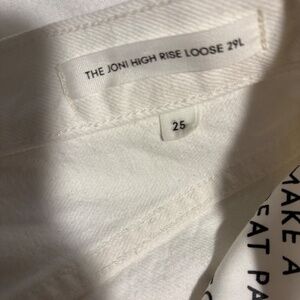 THE JONI HIGH RISE LOOSE 29L
25
MAKE A
EAT PA